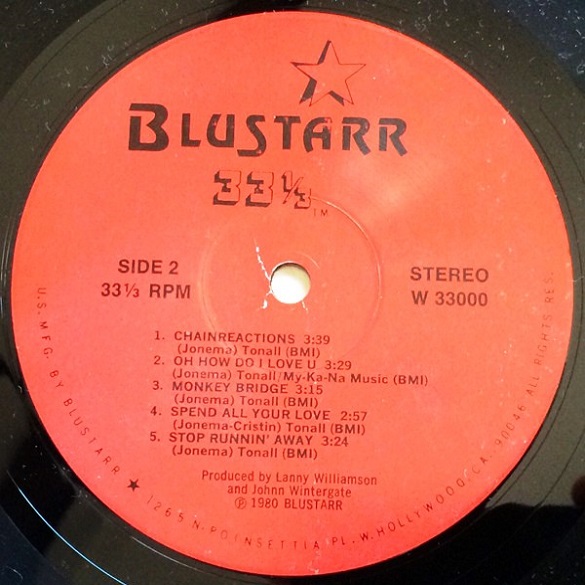 BLUSTARR
33⅓ TM
SIDE 2
33⅓ RPM
STEREO
W 33000
1. CHAINREACTIONS 3:39
(Jonema) Tonall (BMI)
2. OH HOW DO I LOVE U 3:29
(Jonema) Tonall/My-Ka-Na Music (BMI)
3. MONKEY BRIDGE 3:15
(Jonema) Tonall (BMI)
4. SPEND ALL YOUR LOVE 2:57
(Jonema-Cristin) Tonall (BMI)
5. STOP RUNNIN' AWAY 3:24
(Jonema) Tonall (BMI)
Produced by Lanny Williamson
and Johnn Wintergate
℗ 1980 BLUSTARR
U.S. MFG. BY BLUSTARR ★ 1265 N. POINSETTIA PL. W. HOLLYWOOD, CA. 90046 ALL RIGHTS RES.